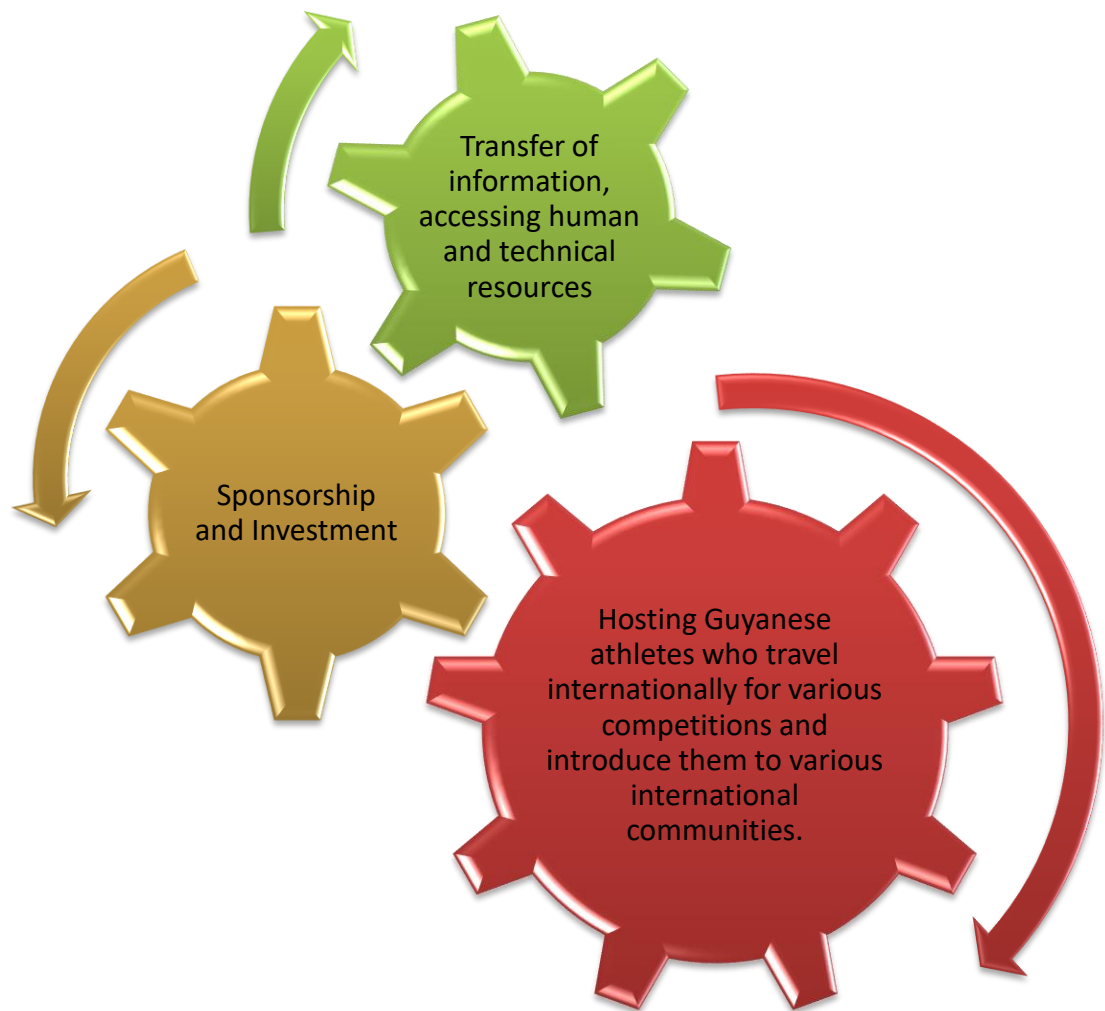 Transfer of
information,
accessing human
and technical
resources
Sponsorship
and Investment
Hosting Guyanese
athletes who travel
internationally for various
competitions and
introduce them to various
international
communities.